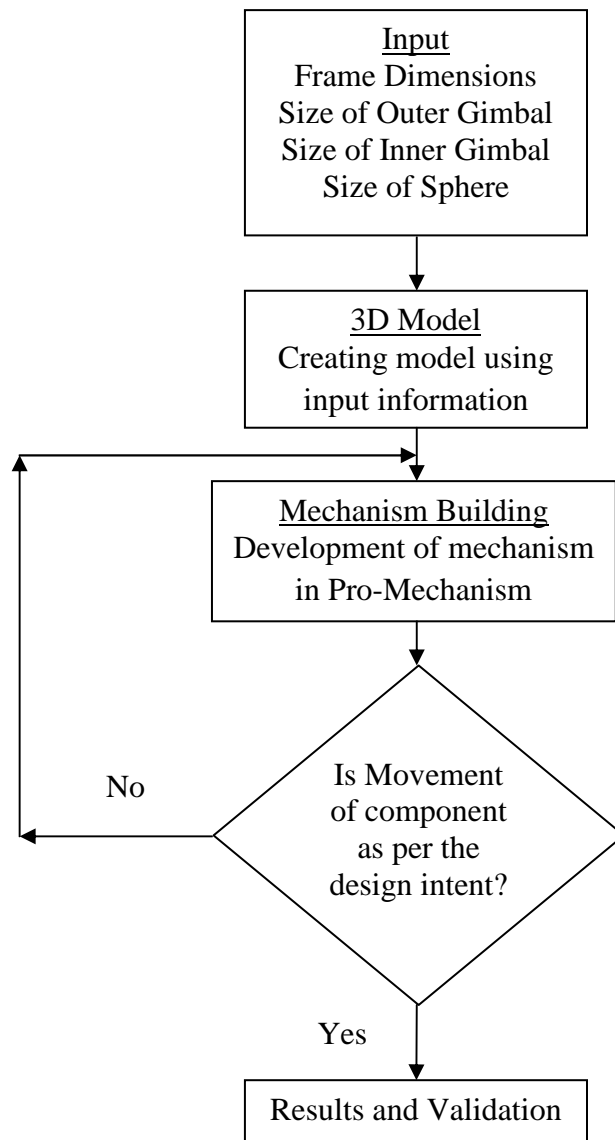 Input
Frame Dimensions
Size of Outer Gimbal
Size of Inner Gimbal
Size of Sphere
3D Model
Creating model using
input information
Mechanism Building
Development of mechanism
in Pro-Mechanism
Is Movement
of component
as per the
design intent?
No
Yes
Results and Validation